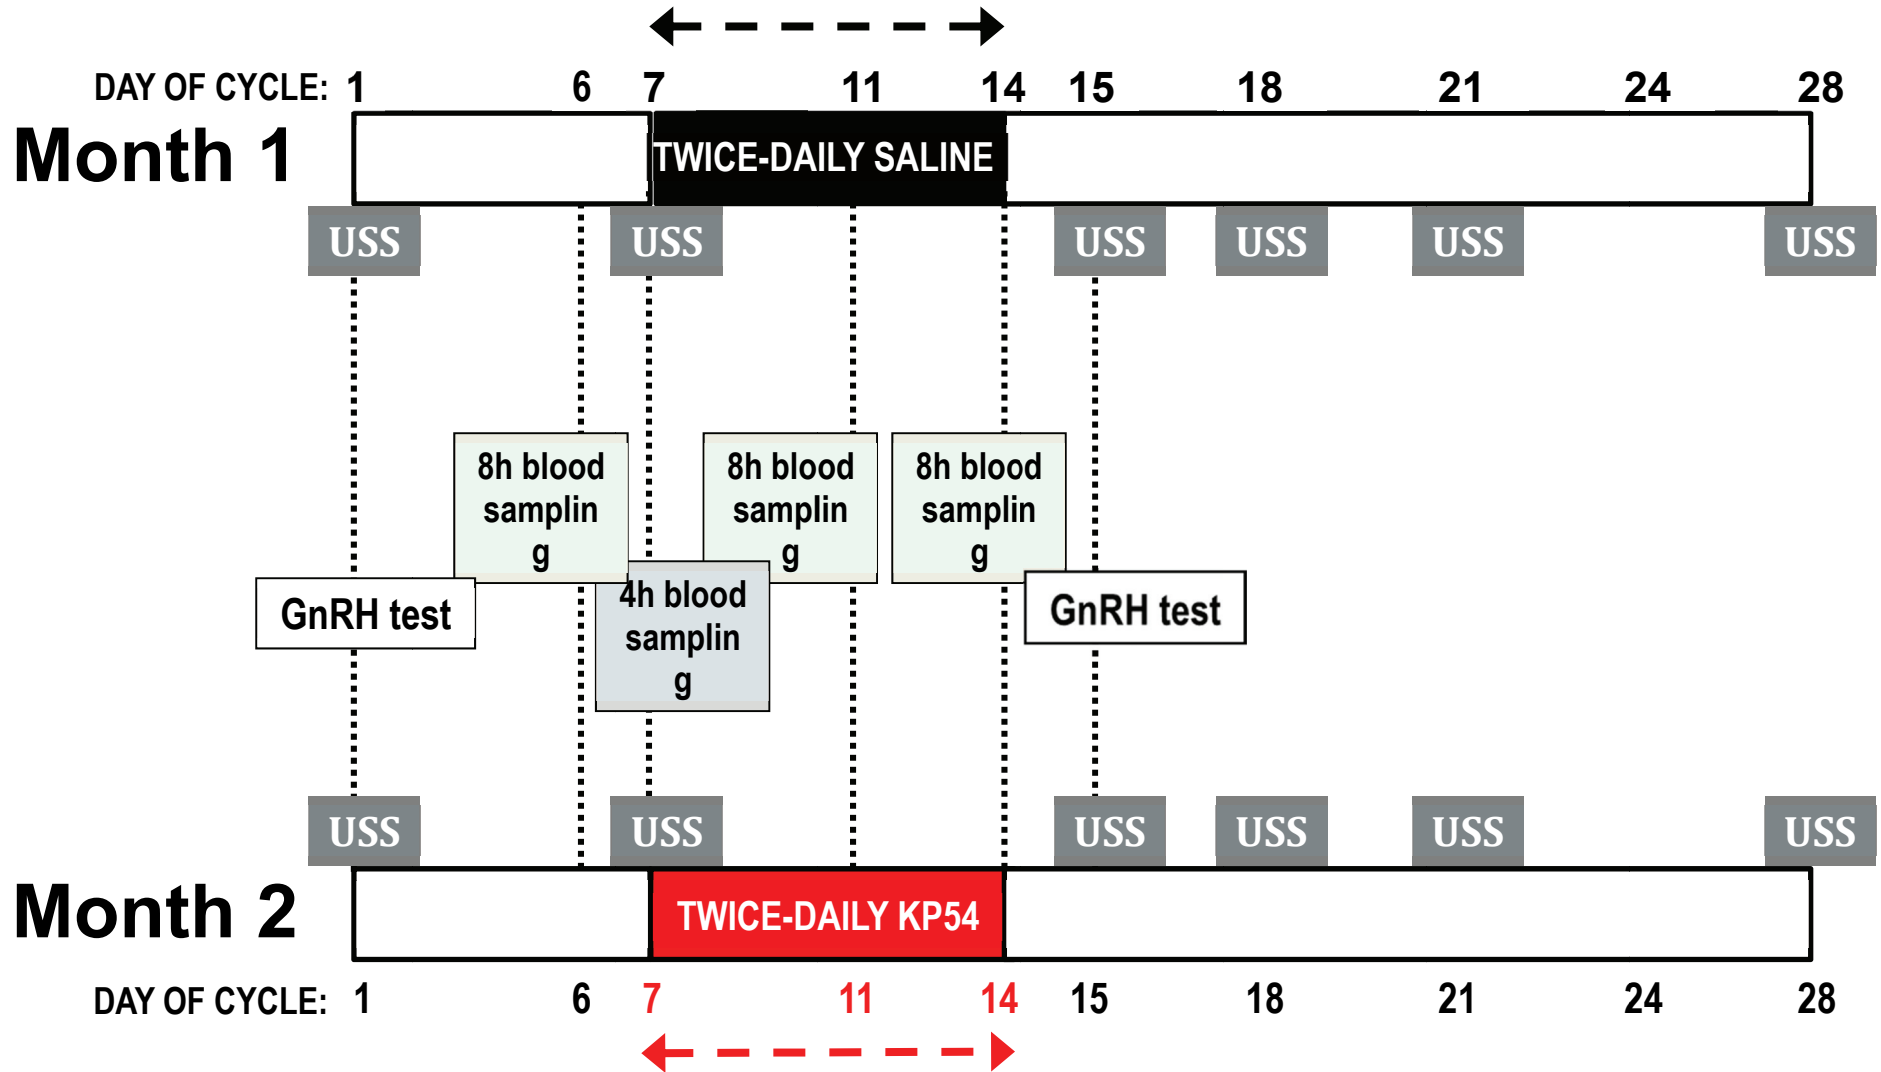 DAY OF CYCLE: 1 6 7 11 14 15 18 21 24 28
Month 1
TWICE-DAILY SALINE
USS USS USS USS USS USS
8h blood
samplin
g
8h blood
samplin
g
8h blood
samplin
g
GnRH test
4h blood
samplin
g
GnRH test
USS USS USS USS USS USS
Month 2
TWICE-DAILY KP54
DAY OF CYCLE: 1 6 7 11 14 15 18 21 24 28